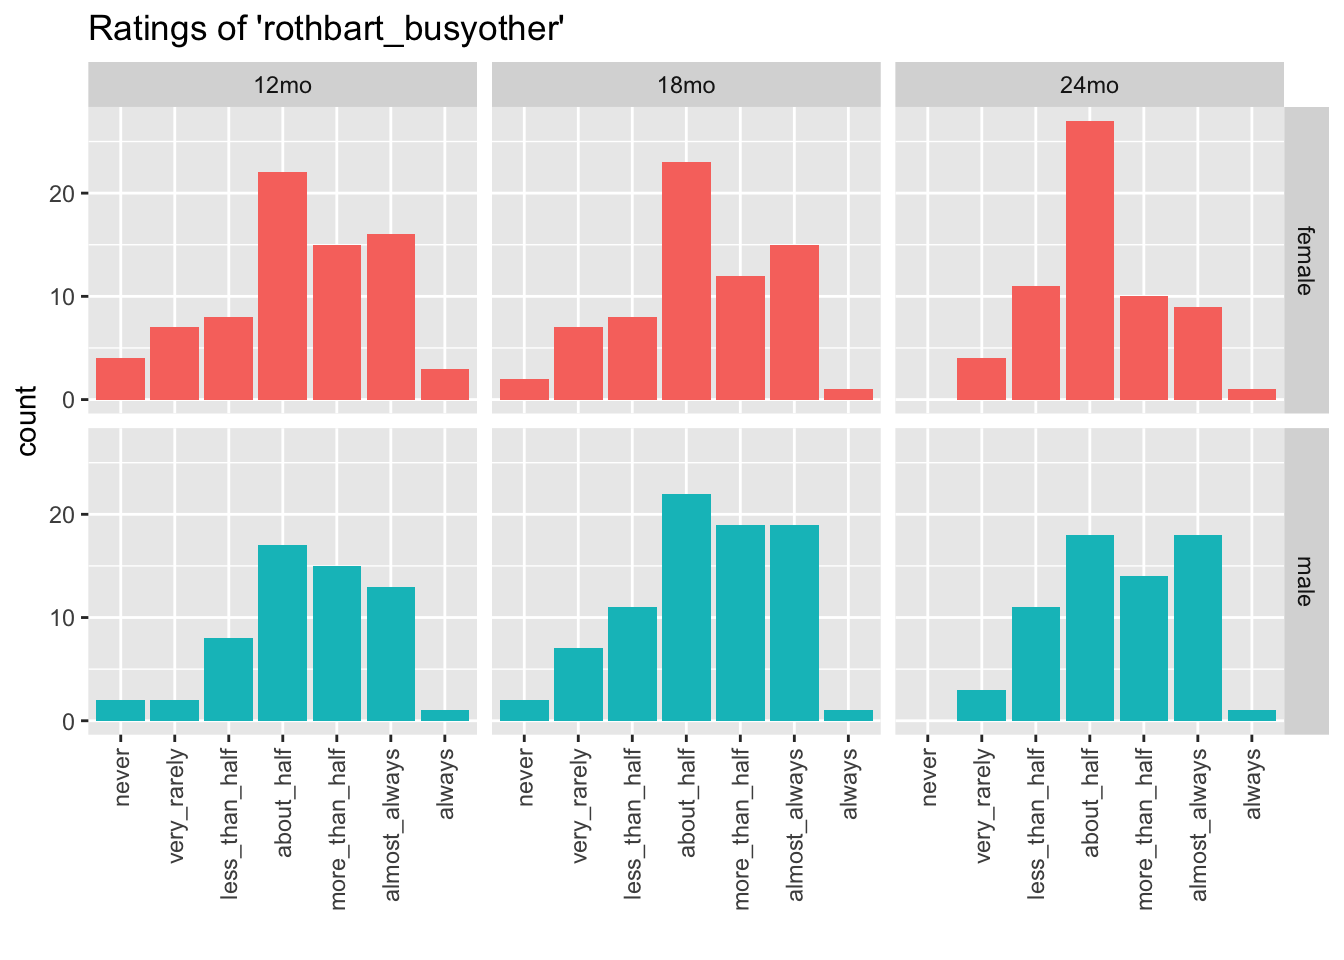 Ratings of 'rothbart_busyother'
12mo 18mo 24mo
20
10
0
female
count
20
10
0
male
never very_rarely less_than_half about_half more_than_half almost_always always never very_rarely less_than_half about_half more_than_half almost_always always never very_rarely less_than_half about_half more_than_half almost_always always